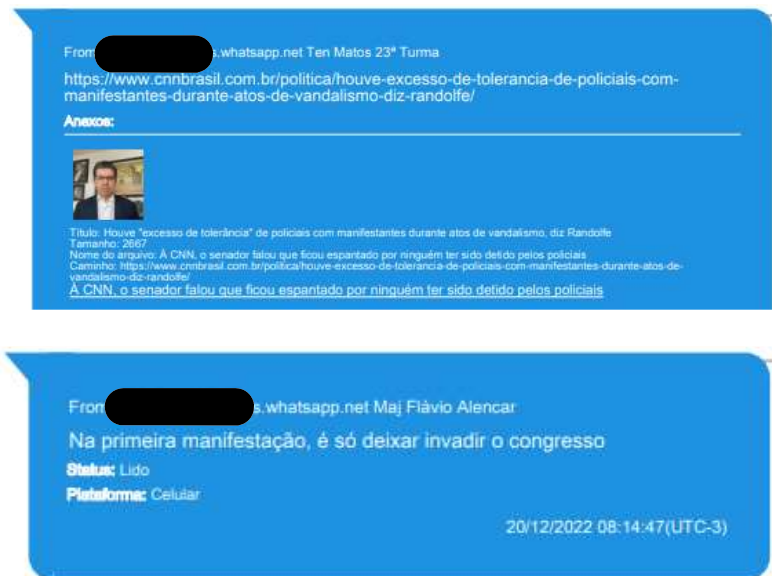 From s.whatsapp.net Ten Matos 23ª Turma
https://www.cnnbrasil.com.br/politica/houve-excesso-de-tolerancia-de-policiais-com-
manifestantes-durante-atos-de-vandalismo-diz-randolfe/
Anexos:
Título: Houve "excesso de tolerância" de policiais com manifestantes durante atos de vandalismo, diz Randolfe
Tamanho: 2667
Nome do arquivo: À CNN, o senador falou que ficou espantado por ninguém ter sido detido pelos policiais
Caminho: https://www.cnnbrasil.com.br/politica/houve-excesso-de-tolerancia-de-policiais-com-manifestantes-durante-atos-de-
vandalismo-diz-randolfe/
À CNN, o senador falou que ficou espantado por ninguém ter sido detido pelos policiais
From s.whatsapp.net Maj Flávio Alencar
Na primeira manifestação, é só deixar invadir o congresso
Status: Lido
Plataforma: Celular
20/12/2022 08:14:47(UTC-3)